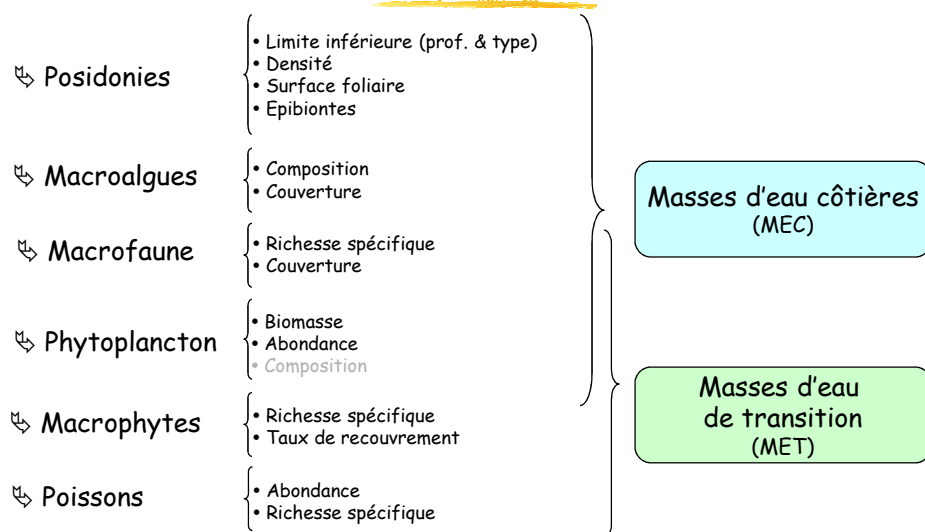 Posidonies
• Limite inférieure (prof. & type)
• Densité
• Surface foliaire
• Epibiontes
Macroalgues
• Composition
• Couverture
Macrofaune
• Richesse spécifique
• Couverture
Phytoplancton
• Biomasse
• Abondance
• Composition
Macrophytes
• Richesse spécifique
• Taux de recouvrement
Poissons
• Abondance
• Richesse spécifique
Masses d'eau côtières
(MEC)
Masses d'eau
de transition
(MET)